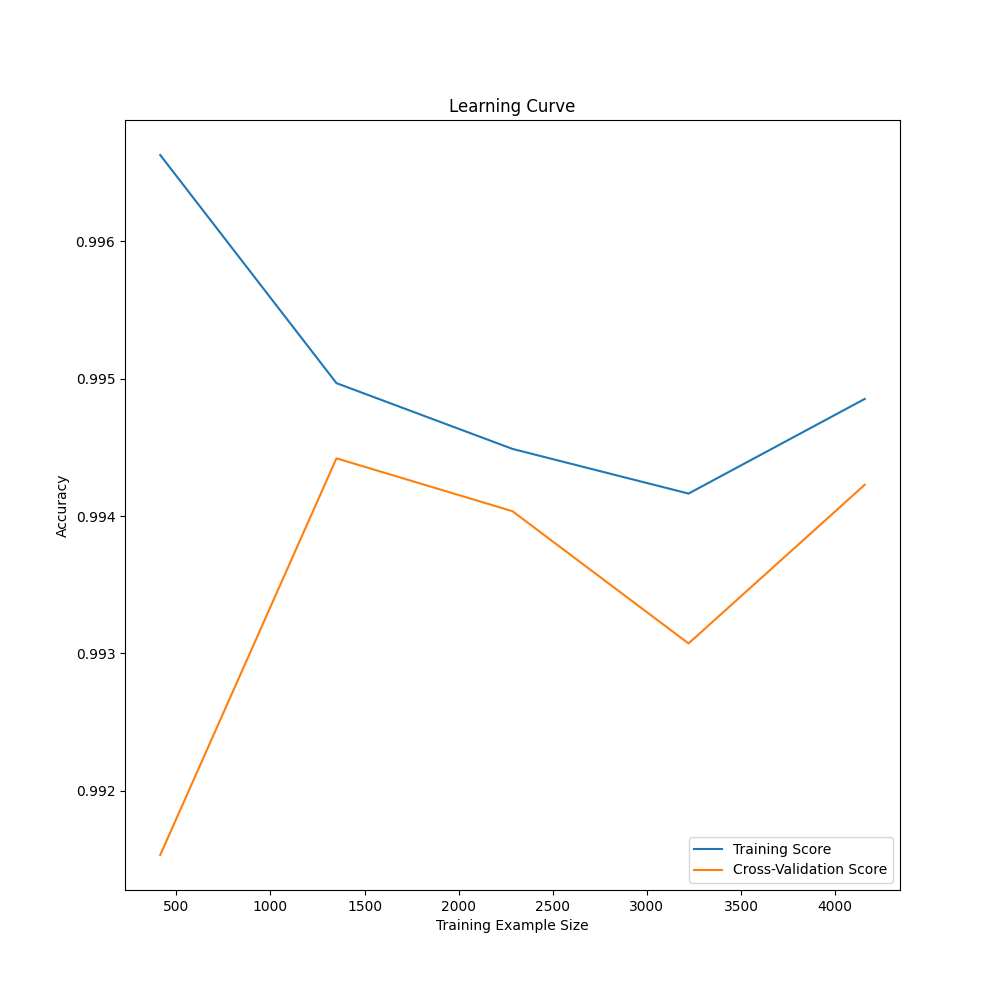 Learning Curve
0.996
0.995
0.994
0.993
0.992
Accuracy
500 1000 1500 2000 2500 3000 3500 4000
Training Example Size
Training Score
Cross-Validation Score